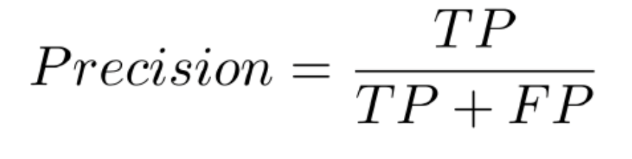 Precision = TP / TP + FP